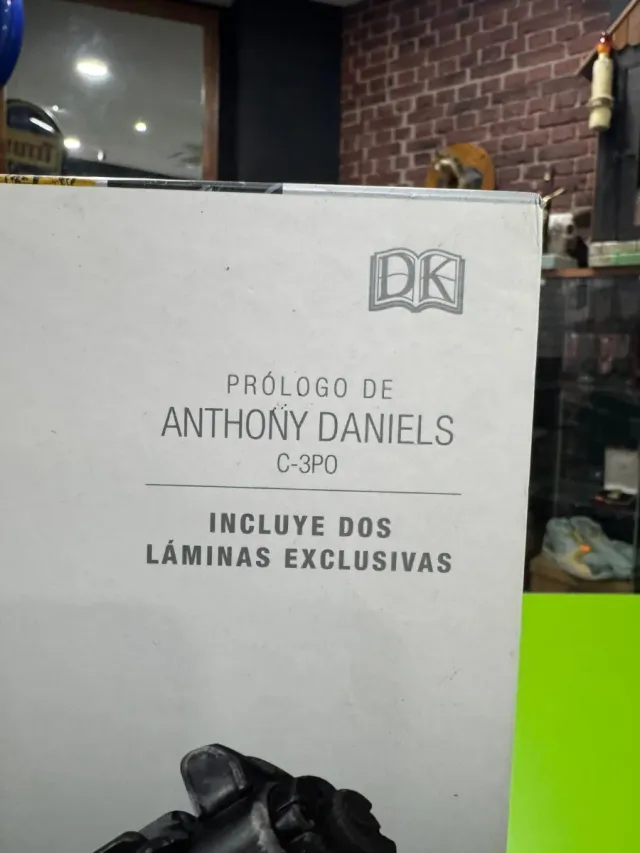 DK
PRÓLOGO DE
ANTHONY DANIELS
C-3PO
INCLUYE DOS
LÁMINAS EXCLUSIVAS